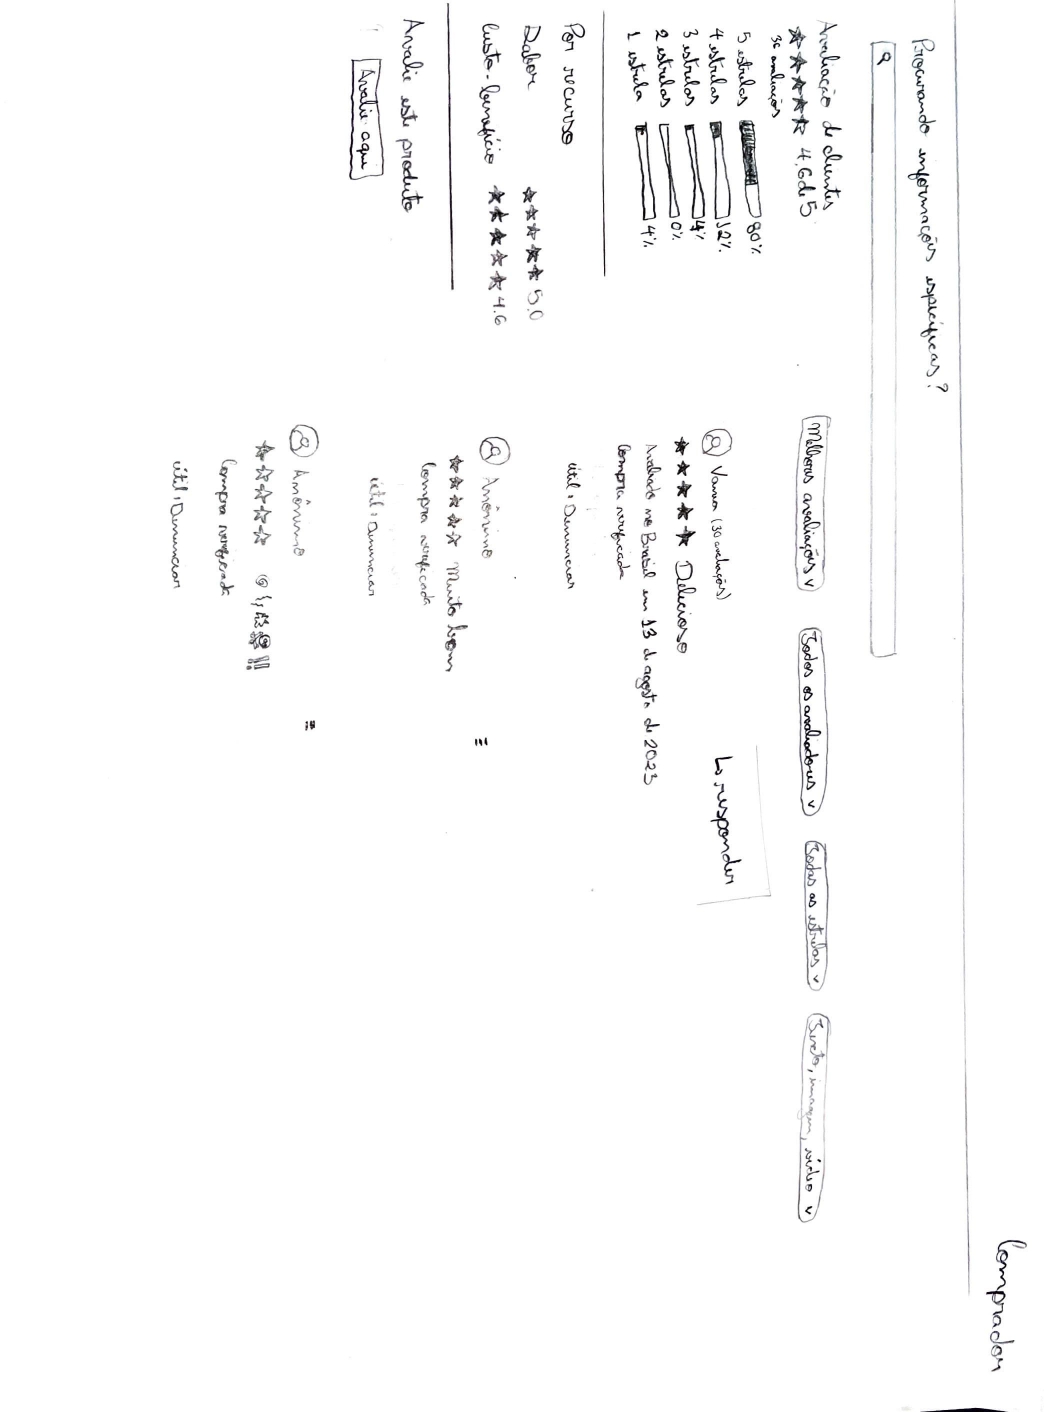 Comprador
Procurando informações específicas?
Avaliação de clientes
4.6 de 5
36 avaliações
5 estrelas 80%
4 estrelas 12%
3 estrelas 4%
2 estrelas 0%
1 estrela 4%
Por recurso
Sabor 5.0
Custo-benefício 4.6
Avalie este produto
Avalie aqui
Melhores avaliações v
Todos os avaliadores v
Todas as estrelas v
Texto, imagem, vídeo v
(30 avaliações)
responder
Delicioso
Avaliado no Brasil em 13 de agosto de 2023
Compra verificada
útil · Denunciar
Anônimo
Muito bom
Compra verificada
útil · Denunciar
Anônimo
Compra verificada
útil · Denunciar